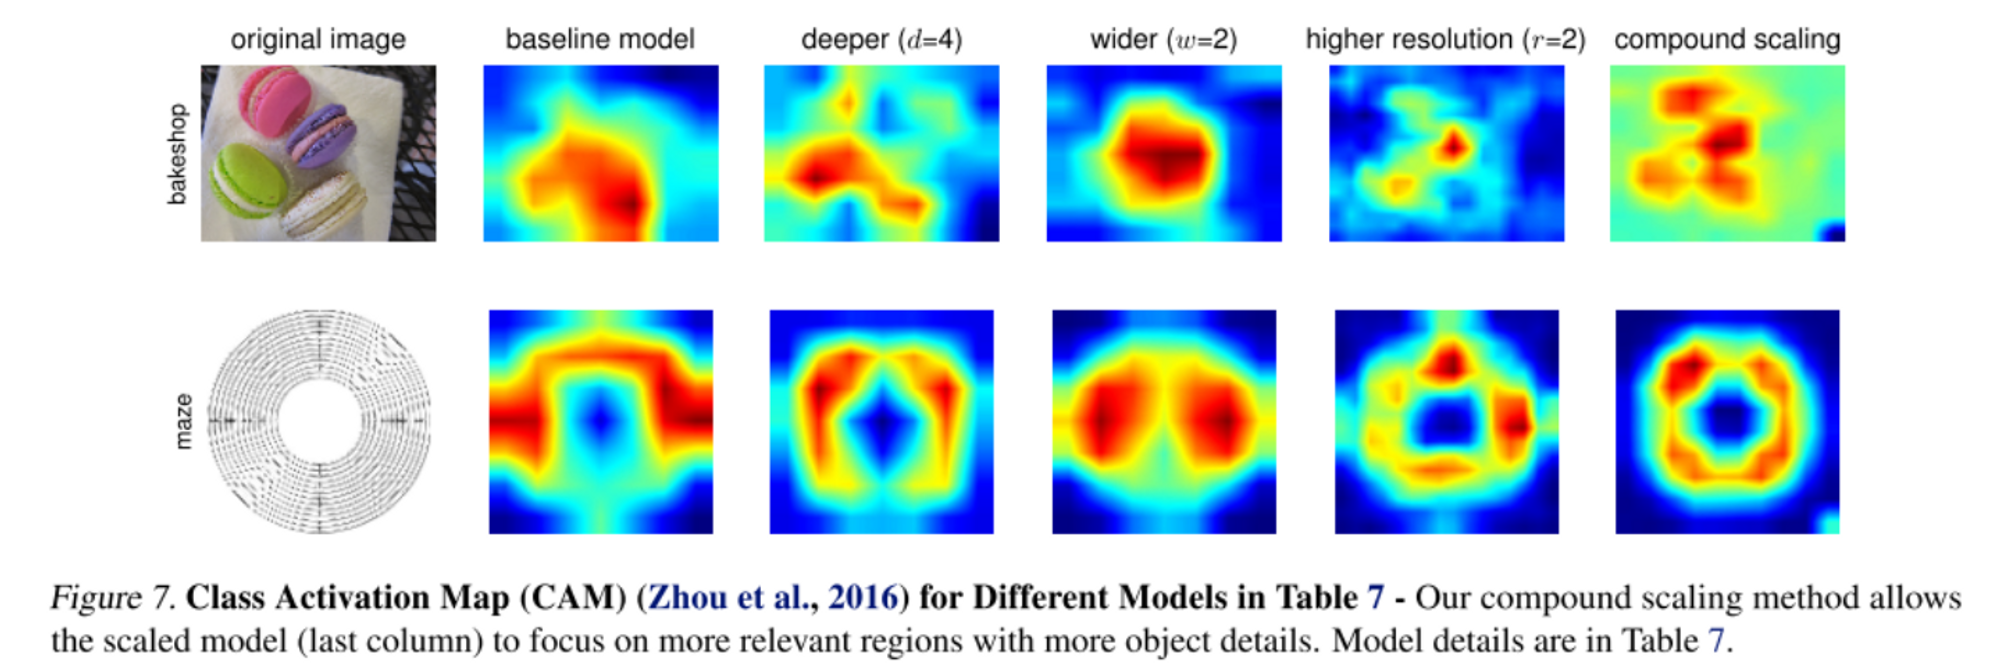 original image baseline model deeper (d=4) wider (w=2) higher resolution (r=2) compound scaling
bakeshop
maze
Figure 7. Class Activation Map (CAM) (Zhou et al., 2016) for Different Models in Table 7 - Our compound scaling method allows
the scaled model (last column) to focus on more relevant regions with more object details. Model details are in Table 7.